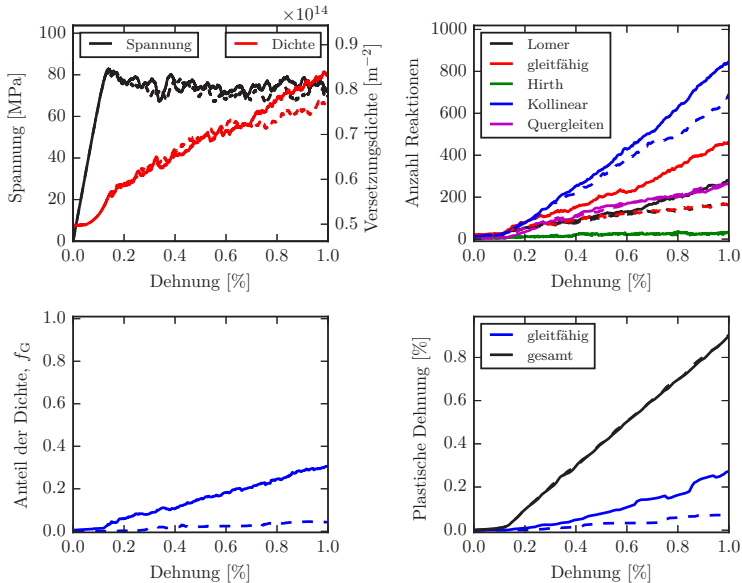 ×10¹⁴
Spannung
Dichte
Spannung [MPa]
0
20
40
60
80
100
Versetzungsdichte [m⁻²]
0.5
0.6
0.7
0.8
0.9
0.0 0.2 0.4 0.6 0.8 1.0
Dehnung [%]
Lomer
gleitfähig
Hirth
Kollinear
Quergleiten
Anzahl Reaktionen
0
200
400
600
800
1000
0.0 0.2 0.4 0.6 0.8 1.0
Dehnung [%]
Anteil der Dichte, f_G
0.0
0.2
0.4
0.6
0.8
1.0
0.0 0.2 0.4 0.6 0.8 1.0
Dehnung [%]
gleitfähig
gesamt
Plastische Dehnung [%]
0.0
0.2
0.4
0.6
0.8
0.0 0.2 0.4 0.6 0.8 1.0
Dehnung [%]